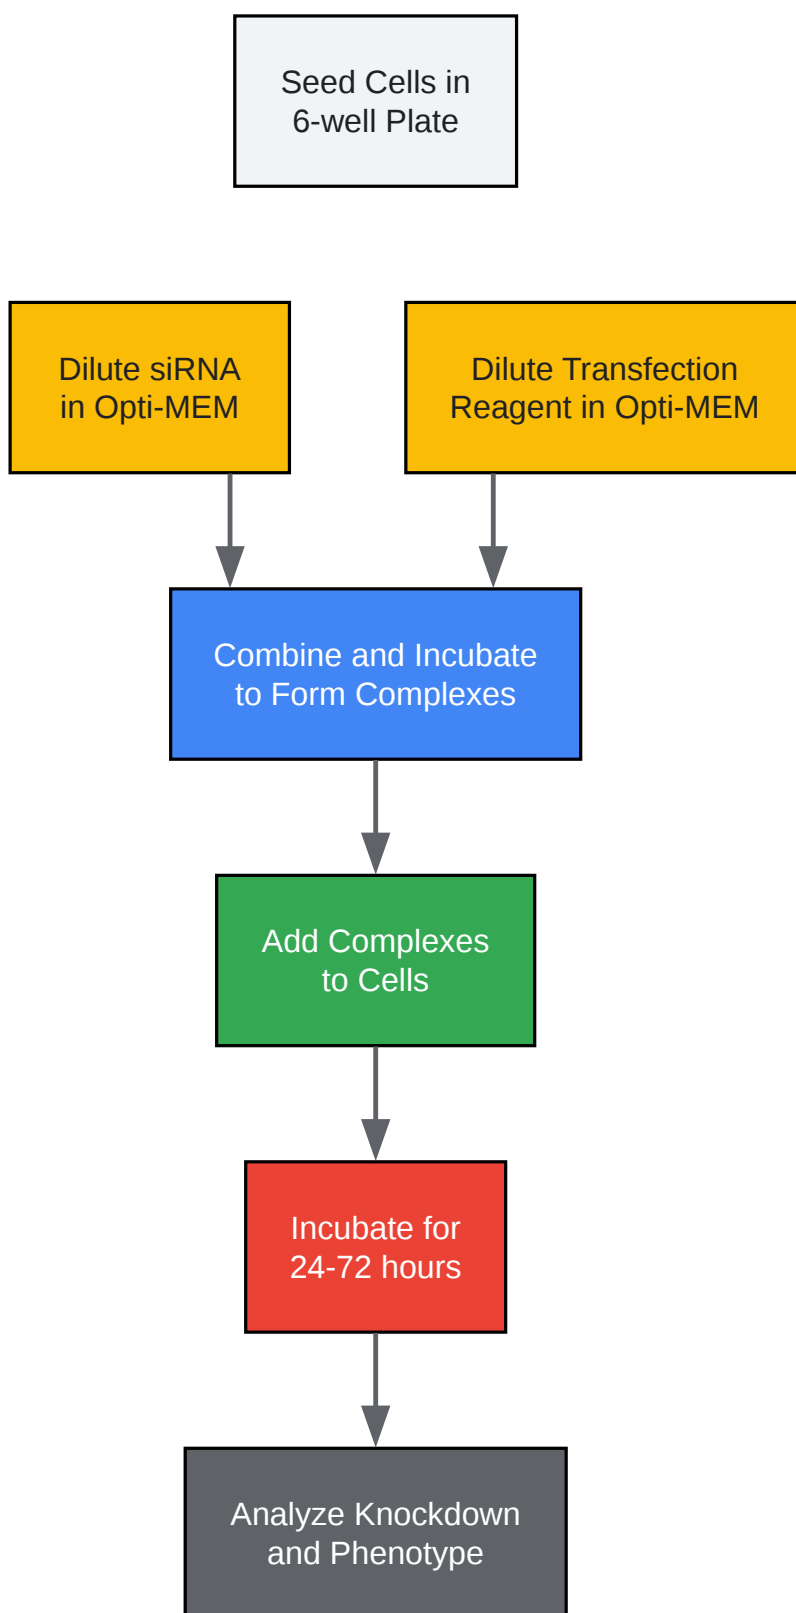 Seed Cells in
6-well Plate
Dilute siRNA
in Opti-MEM
Dilute Transfection
Reagent in Opti-MEM
Combine and Incubate
to Form Complexes
Add Complexes
to Cells
Incubate for
24-72 hours
Analyze Knockdown
and Phenotype